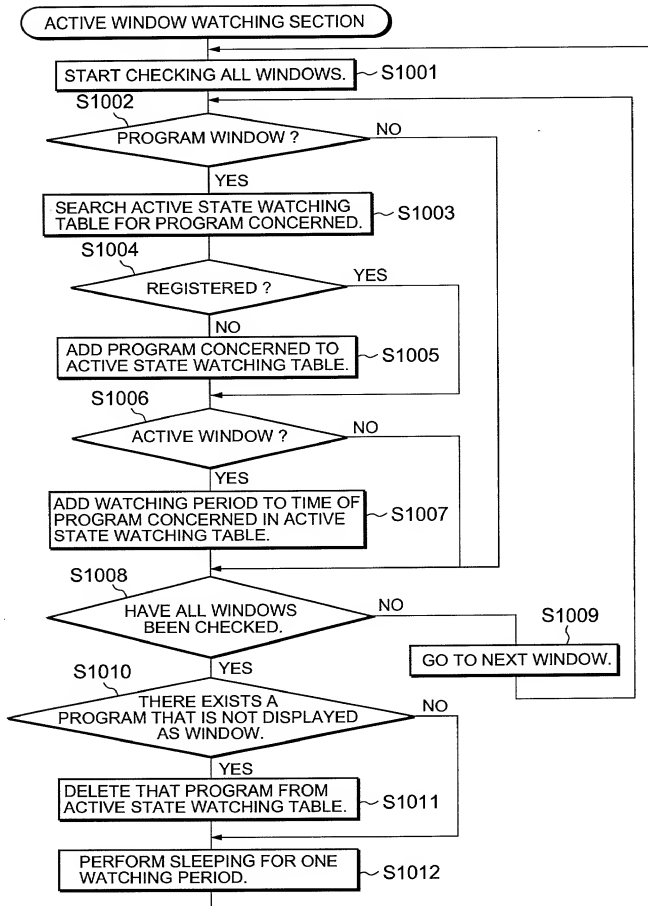 ACTIVE WINDOW WATCHING SECTION
START CHECKING ALL WINDOWS.
S1001
S1002
PROGRAM WINDOW ?
NO
YES
SEARCH ACTIVE STATE WATCHING
TABLE FOR PROGRAM CONCERNED.
S1003
S1004
REGISTERED ?
YES
NO
ADD PROGRAM CONCERNED TO
ACTIVE STATE WATCHING TABLE.
S1005
S1006
ACTIVE WINDOW ?
NO
YES
ADD WATCHING PERIOD TO TIME OF
PROGRAM CONCERNED IN ACTIVE
STATE WATCHING TABLE.
S1007
S1008
HAVE ALL WINDOWS
BEEN CHECKED.
NO
S1009
GO TO NEXT WINDOW.
YES
S1010
THERE EXISTS A
PROGRAM THAT IS NOT DISPLAYED
AS WINDOW.
NO
YES
DELETE THAT PROGRAM FROM
ACTIVE STATE WATCHING TABLE.
S1011
PERFORM SLEEPING FOR ONE
WATCHING PERIOD.
S1012